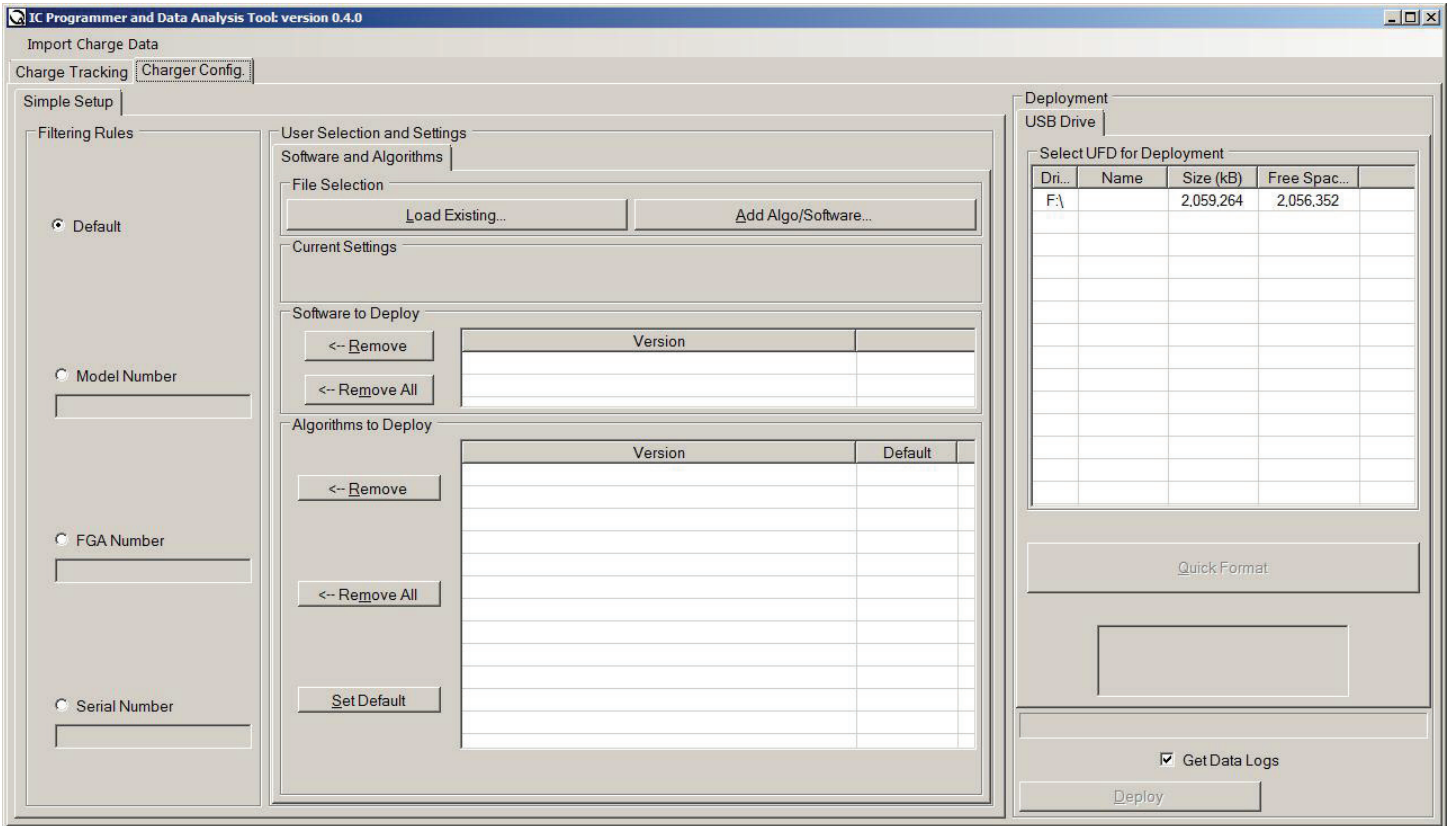 IC Programmer and Data Analysis Tool: version 0.4.0
Import Charge Data
Charge Tracking
Charger Config.
Simple Setup
Filtering Rules
Default
Model Number
FGA Number
Serial Number
User Selection and Settings
Software and Algorithms
File Selection
Load Existing...
Add Algo/Software...
Current Settings
Software to Deploy
<-- Remove
<-- Remove All
Version
Algorithms to Deploy
Version Default
<-- Remove
<-- Remove All
Set Default
Deployment
USB Drive
Select UFD for Deployment
Dri... Name Size (kB) Free Spac...
F:\ 2,059,264 2,056,352
Quick Format
Get Data Logs
Deploy